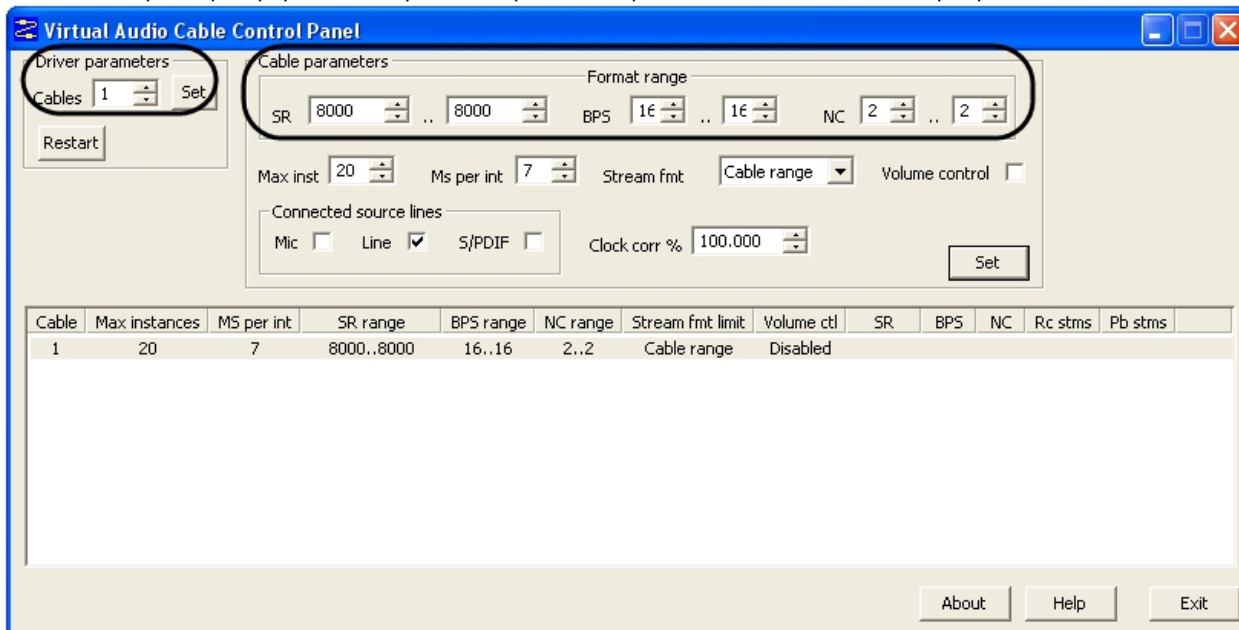 Virtual Audio Cable Control Panel
Driver parameters
Cables 1 Set
Restart
Cable parameters
Format range
SR 8000 .. 8000 BPS 16 .. 16 NC 2 .. 2
Max inst 20 Ms per int 7 Stream fmt Cable range Volume control
Connected source lines
Mic Line S/PDIF Clock corr % 100.000
Set
Cable Max instances MS per int SR range BPS range NC range Stream fmt limit Volume ctl SR BPS NC Rc stms Pb stms
1 20 7 8000..8000 16..16 2..2 Cable range Disabled
About Help Exit